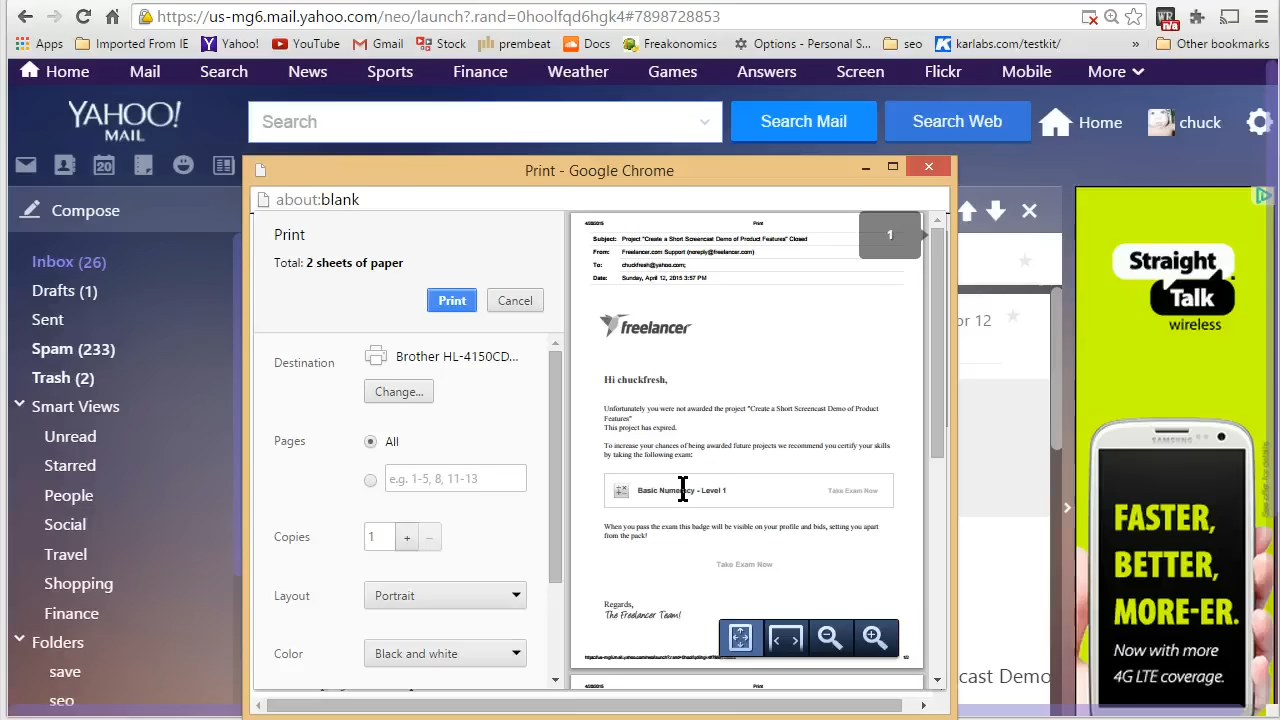 https://us-mg6.mail.yahoo.com/neo/launch?rand=0hoolfqd6hgk4#7898728853
WR
n/a
Apps Imported From IE Yahoo! YouTube Gmail Stock prombeat Docs Freakonomics Options - Personal S... seo karlabs.com/testkit/ » Other bookmarks
Home Mail Search News Sports Finance Weather Games Answers Screen Flickr Mobile More
YAHOO!
MAIL
Search
Search Mail
Search Web
Home
chuck
20
Compose
Inbox (26)
Drafts (1)
Sent
Spam (233)
Trash (2)
Smart Views
Unread
Starred
People
Social
Travel
Shopping
Finance
Folders
save
seo
Print - Google Chrome
about:blank
Print
Total: 2 sheets of paper
Print
Cancel
Destination
Brother HL-4150CD...
Change...
Pages
All
e.g. 1-5, 8, 11-13
Copies
1
+
−
Layout
Portrait
Color
Black and white
Print
1
Subject: Project "Create a Short Screencast Demo of Product Features" Closed
From: Freelancer.com Support (noreply@freelancer.com)
To: chuckfresh@yahoo.com;
Date: Sunday, April 12, 2015 3:57 PM
freelancer
Hi chuckfresh,
Unfortunately you were not awarded the project "Create a Short Screencast Demo of Product
Features"
This project has expired.
To increase your chances of being awarded future projects we recommend you certify your skills
by taking the following exam:
Basic Numeracy - Level 1
Take Exam Now
When you pass the exam this badge will be visible on your profile and bids, setting you apart
from the pack!
Take Exam Now
Regards,
The Freelancer Team!
Print
or 12
cast Demo
Straight
Talk
wireless
SAMSUNG
FASTER,
BETTER,
MORE-ER.
Now with more
4G LTE coverage.